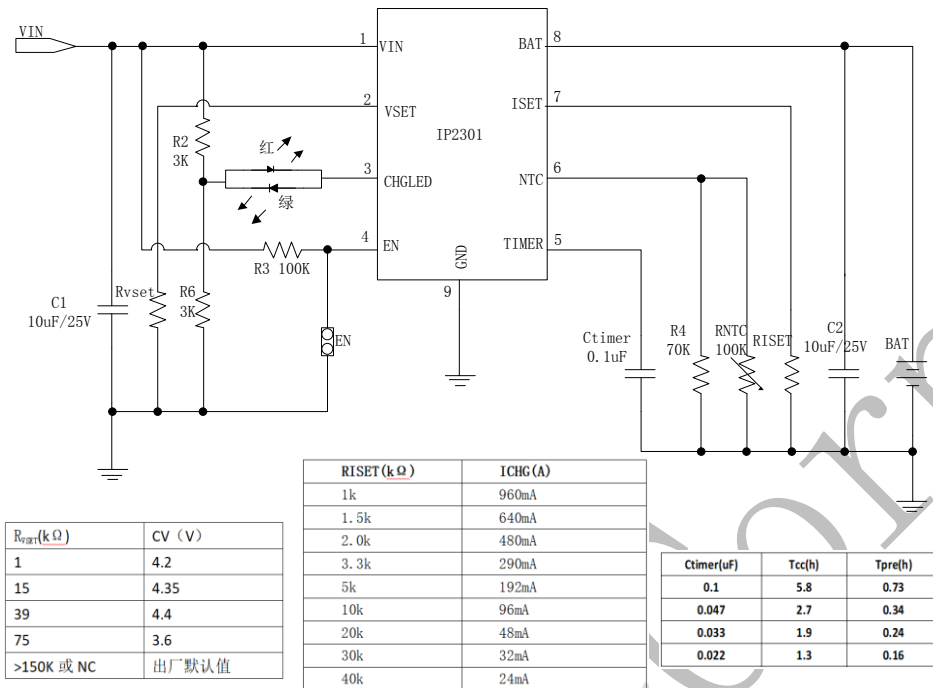 VIN
1
VIN
2
VSET
3
CHGLED
4
EN
GND
9
IP2301
BAT
8
ISET
7
NTC
6
TIMER
5
R2
3K
红
绿
R3 100K
Rvset
R6
3K
C1
10uF/25V
EN
Ctimer
0.1uF
R4
70K
RNTC
100K
RISET
C2
10uF/25V
BAT
RVSET(kΩ) CV（V）
1 4.2
15 4.35
39 4.4
75 3.6
>150K 或 NC 出厂默认值
RISET(kΩ) ICHG(A)
1k 960mA
1.5k 640mA
2.0k 480mA
3.3k 290mA
5k 192mA
10k 96mA
20k 48mA
30k 32mA
40k 24mA
Ctimer(uF) Tcc(h) Tpre(h)
0.1 5.8 0.73
0.047 2.7 0.34
0.033 1.9 0.24
0.022 1.3 0.16